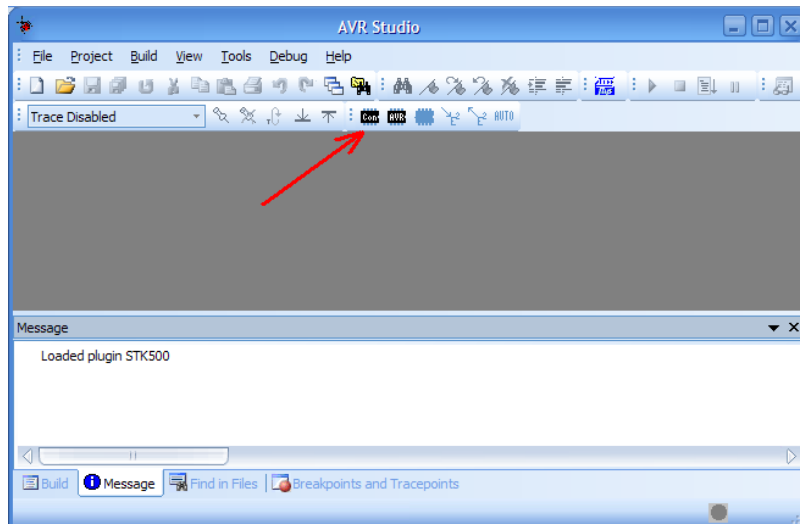 AVR Studio
File Project Build View Tools Debug Help
Trace Disabled Con AVR AUTO
Message
Loaded plugin STK500
Build Message Find in Files Breakpoints and Tracepoints